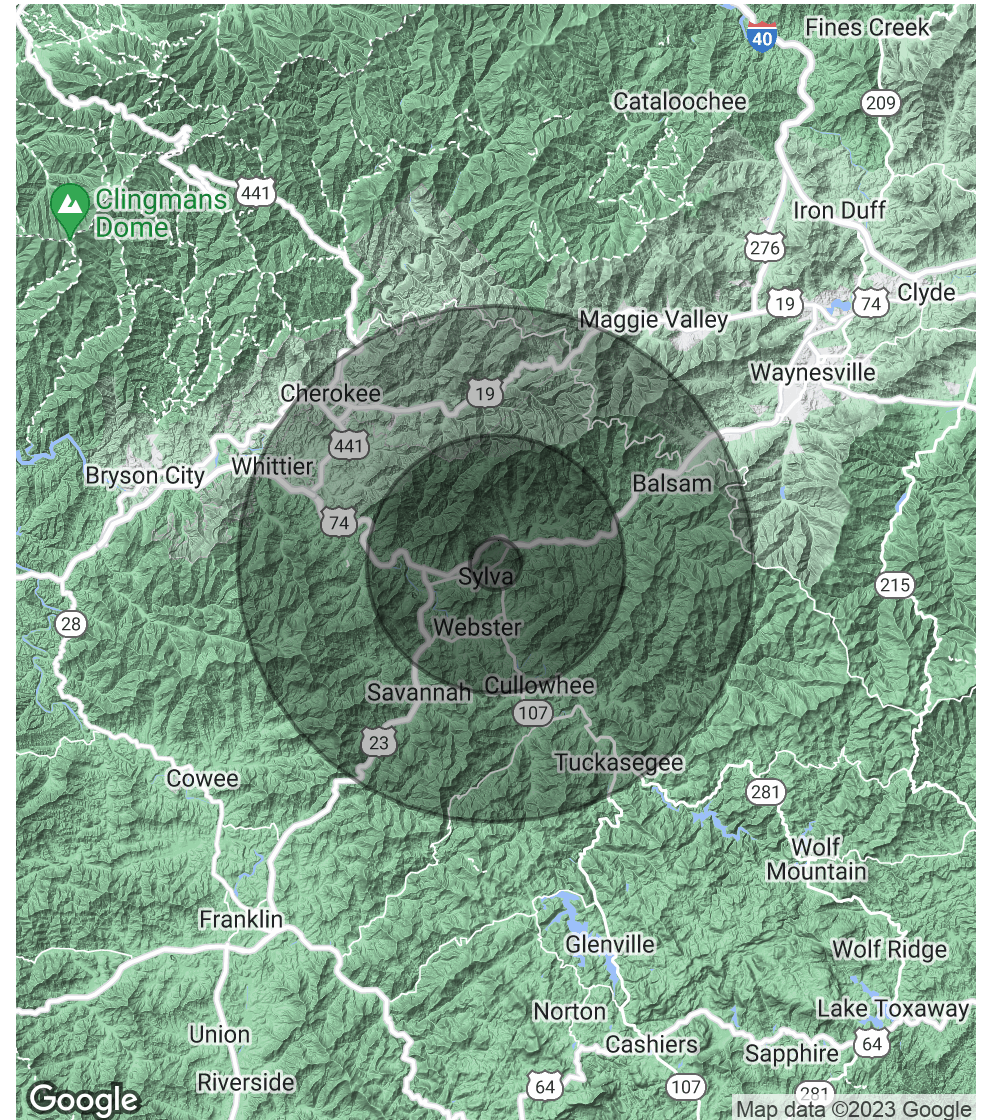 Fines Creek
40
Cataloochee
209
441
Clingmans
Dome
Iron Duff
276
Clyde
19
74
Maggie Valley
Waynesville
Cherokee
19
441
Whittier
Bryson City
Balsam
74
Sylva
215
28
Webster
Savannah
Cullowhee
107
23
Tuckasegee
Cowee
281
Wolf
Mountain
Franklin
Glenville
Wolf Ridge
Norton
Lake Toxaway
Union
Cashiers
Sapphire
64
Riverside
64
107
281
Google
Map data ©2023 Google